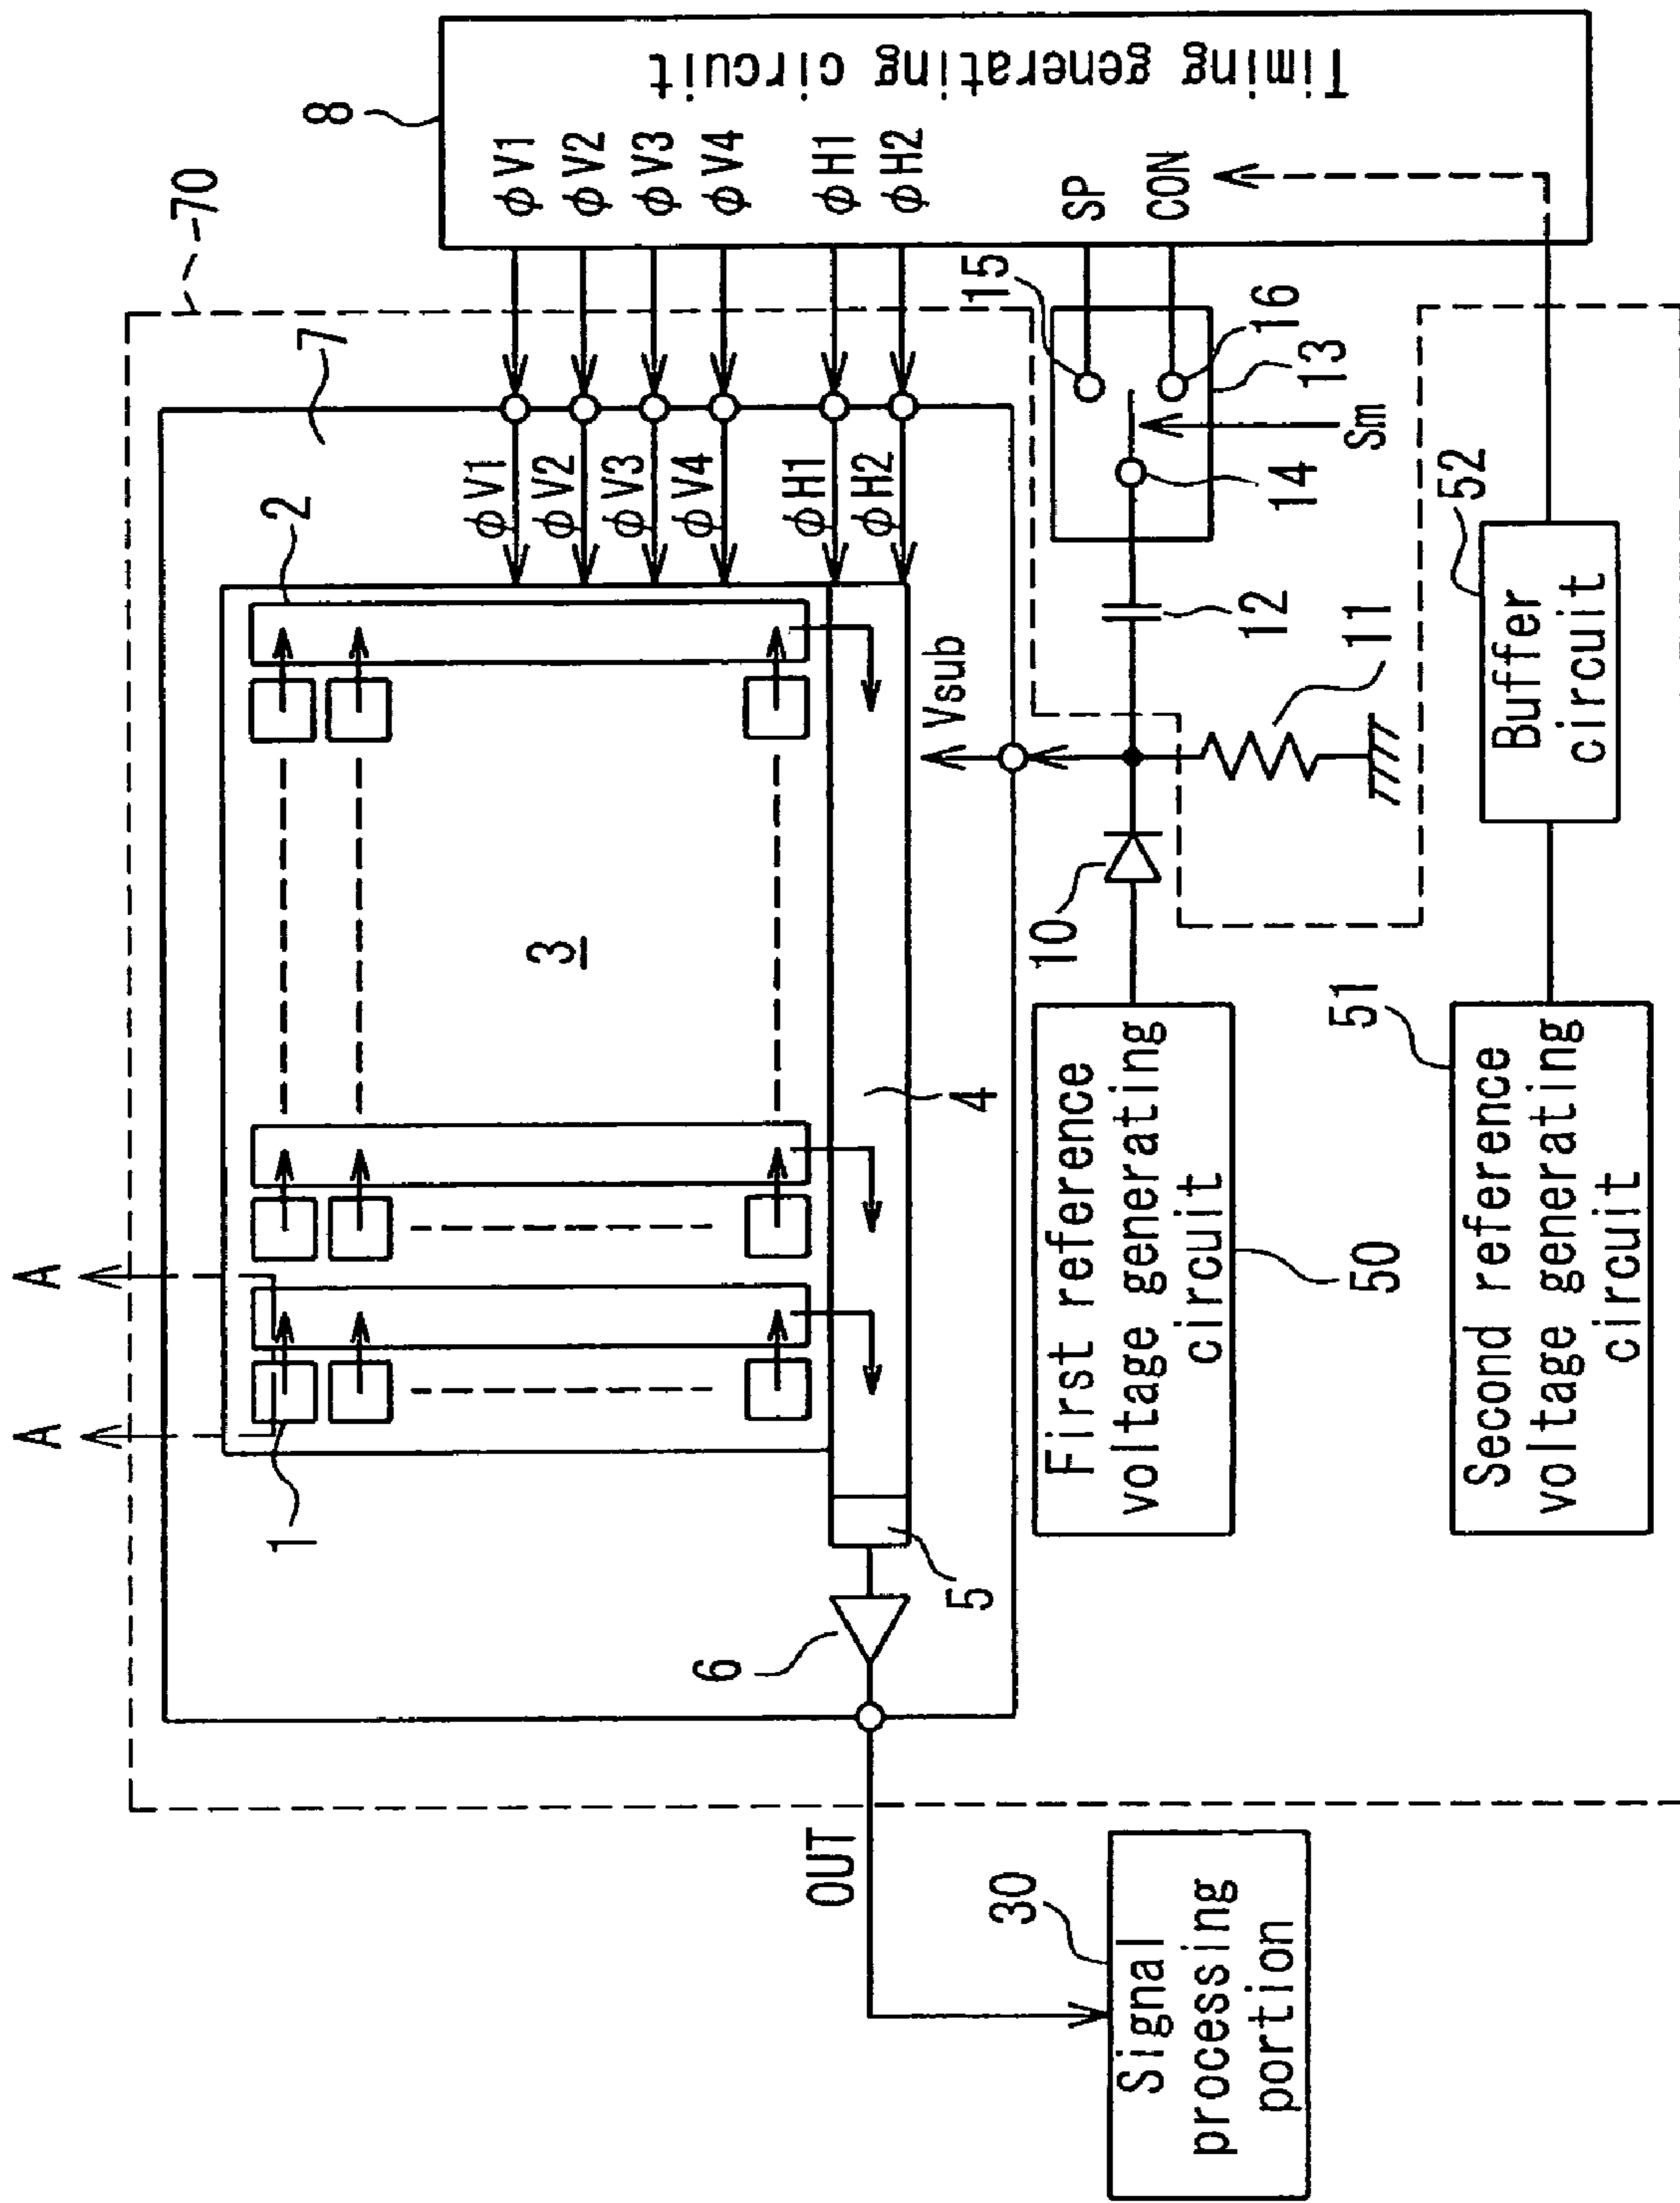 A
A
70
8
Timing generating circuit
φV1
φV2
φV3
φV4
φH1
φH2
SP
CON
7
2
φV1
φV2
φV3
φV4
φH1
φH2
3
1
4
5
6
Vsub
15
16
13
14
Sm
12
11
10
First reference
voltage generating
circuit
50
52
Buffer
circuit
51
Second reference
voltage generating
circuit
OUT
30
Signal
processing
portion